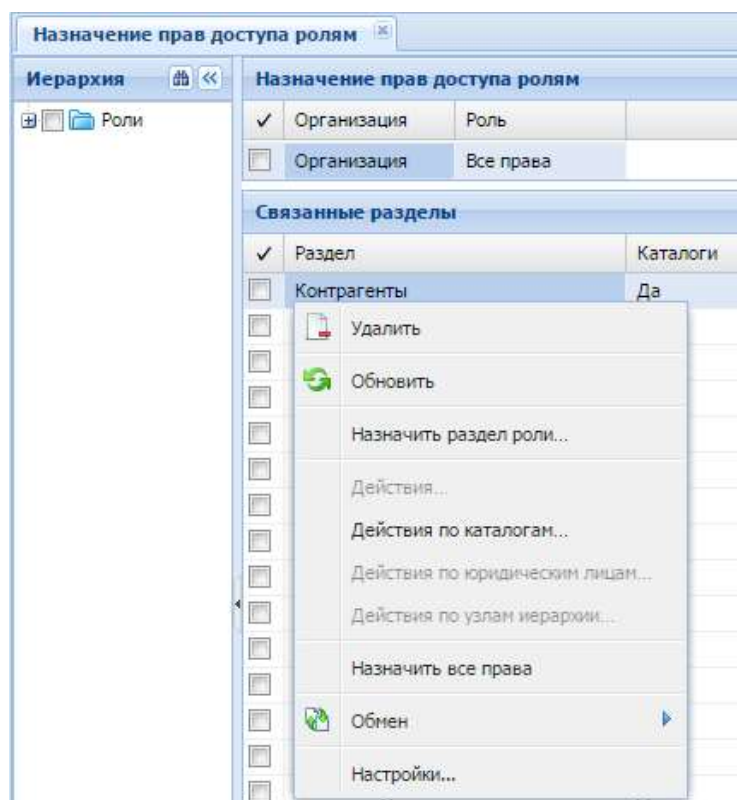 Назначение прав доступа ролям
Иерархия
Роли
Назначение прав доступа ролям
Организация Роль
Организация Все права
Связанные разделы
Раздел Каталоги
Контрагенты Да
Удалить
Обновить
Назначить раздел роли...
Действия...
Действия по каталогам...
Действия по юридическим лицам...
Действия по узлам иерархии...
Назначить все права
Обмен
Настройки...